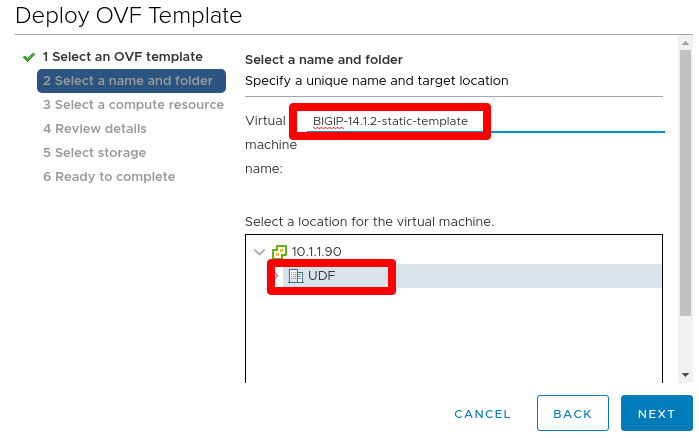 Deploy OVF Template
1 Select an OVF template
2 Select a name and folder
3 Select a compute resource
4 Review details
5 Select storage
6 Ready to complete
Select a name and folder
Specify a unique name and target location
Virtual
machine
name:
BIGIP-14.1.2-static-template
Select a location for the virtual machine.
10.1.1.90
UDF
CANCEL
BACK
NEXT